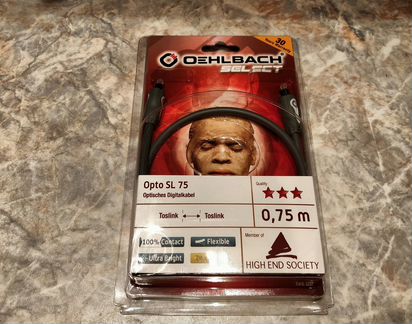 30
OEHLBACH®
SELECT
Opto SL 75
Optisches Digitalkabel
Quality
Toslink
Toslink
0,75 m
100% Contact
Flexible
Member of
Ultra Bright
HIGH END SOCIETY